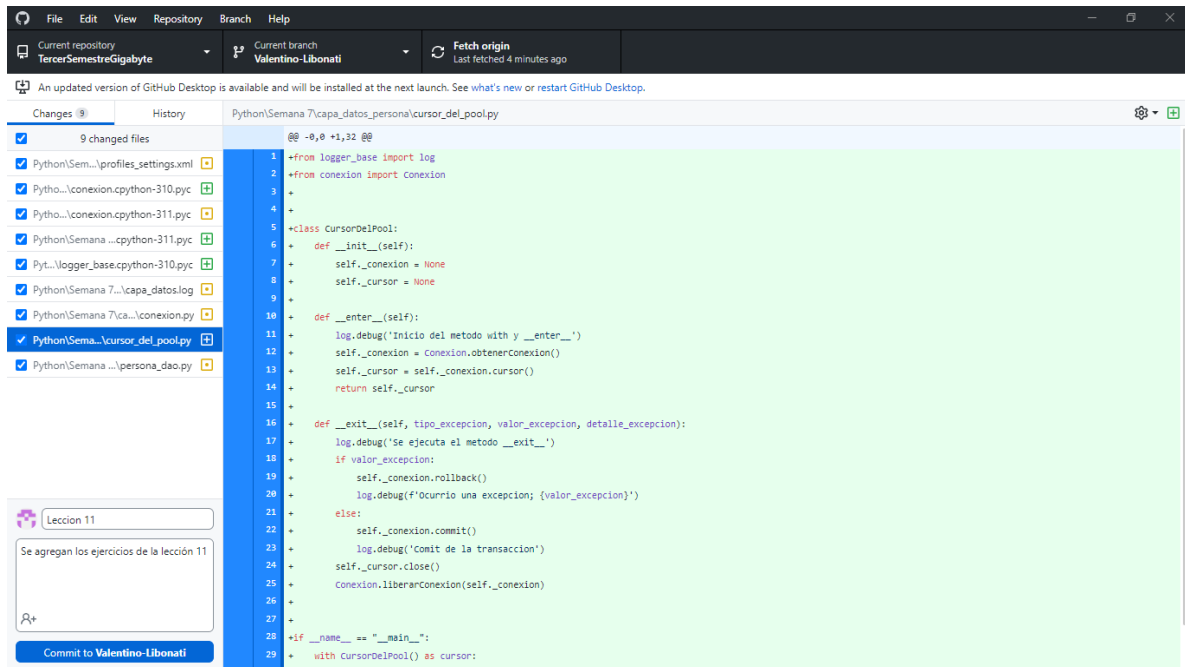 File Edit View Repository Branch Help
Current repository
TercerSemestreGigabyte
Current branch
Valentino-Libonati
Fetch origin
Last fetched 4 minutes ago
An updated version of GitHub Desktop is available and will be installed at the next launch. See what's new or restart GitHub Desktop.
Changes 9
History
Python\Semana 7\capa_datos_persona\cursor_del_pool.py
9 changed files
Python\Sem...\profiles_settings.xml
Pytho...\conexion.cpython-310.pyc
Pytho...\conexion.cpython-311.pyc
Python\Semana ...cpython-311.pyc
Pyt...\logger_base.cpython-310.pyc
Python\Semana 7...\capa_datos.log
Python\Semana 7\ca...\conexion.py
Python\Sema...\cursor_del_pool.py
Python\Semana ...\persona_dao.py
Leccion 11
Se agregan los ejercicios de la lección 11
Commit to Valentino-Libonati
@@ -0,0 +1,32 @@
1 +from logger_base import log
2 +from conexion import Conexion
3 +
4 +
5 +class CursorDelPool:
6 +    def __init__(self):
7 +        self._conexion = None
8 +        self._cursor = None
9 +
10 +    def __enter__(self):
11 +        log.debug('Inicio del metodo with y __enter__')
12 +        self._conexion = Conexion.obtenerConexion()
13 +        self._cursor = self._conexion.cursor()
14 +        return self._cursor
15 +
16 +    def __exit__(self, tipo_excepcion, valor_excepcion, detalle_excepcion):
17 +        log.debug('Se ejecuta el metodo __exit__')
18 +        if valor_excepcion:
19 +            self._conexion.rollback()
20 +            log.debug(f'Ocurrio una excepcion; {valor_excepcion}')
21 +        else:
22 +            self._conexion.commit()
23 +            log.debug('Comit de la transaccion')
24 +        self._cursor.close()
25 +        Conexion.liberarConexion(self._conexion)
26 +
27 +
28 +if __name__ == "__main__":
29 +    with CursorDelPool() as cursor: